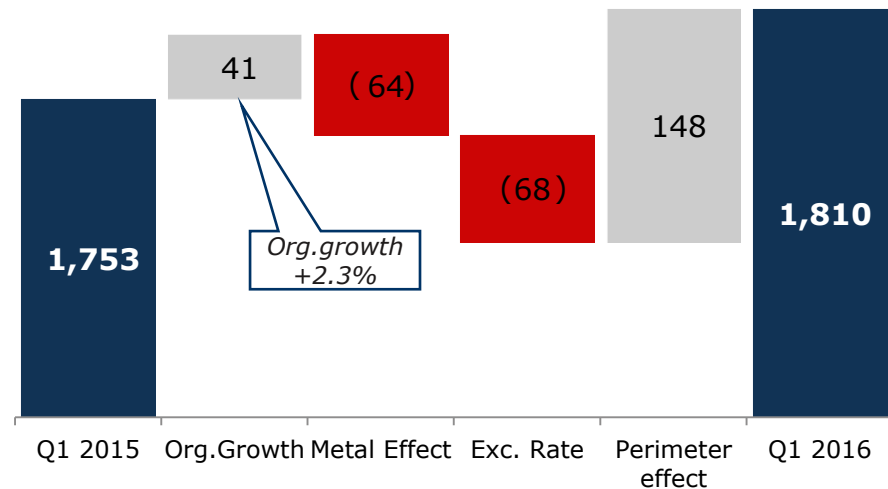 41
( 64)
148
(68)
1,810
Org.growth
+2.3%
1,753
Q1 2015
Org.Growth
Metal Effect
Exc. Rate
Perimeter
effect
Q1 2016